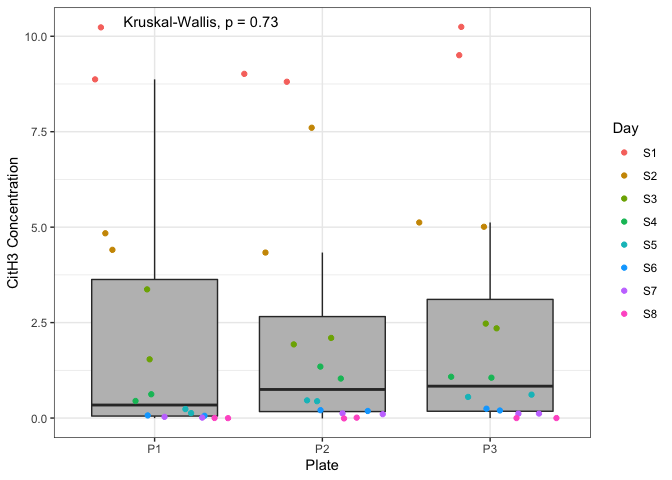 Kruskal-Wallis, p = 0.73
10.0
7.5
5.0
2.5
0.0
CitH3 Concentration
P1 P2 P3
Plate
Day
S1
S2
S3
S4
S5
S6
S7
S8